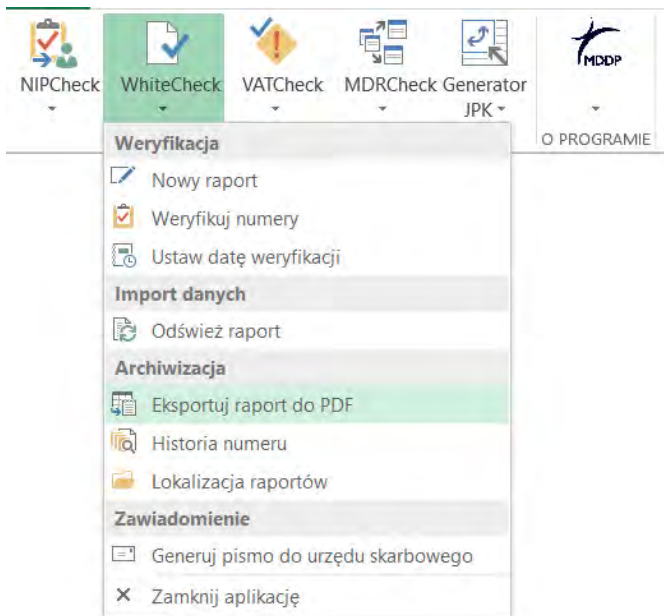 NIPCheck WhiteCheck VATCheck MDRCheck Generator
JPK
MDDP
O PROGRAMIE
Weryfikacja
Nowy raport
Weryfikuj numery
Ustaw datę weryfikacji
Import danych
Odśwież raport
Archiwizacja
Eksportuj raport do PDF
Historia numeru
Lokalizacja raportów
Zawiadomienie
Generuj pismo do urzędu skarbowego
Zamknij aplikację